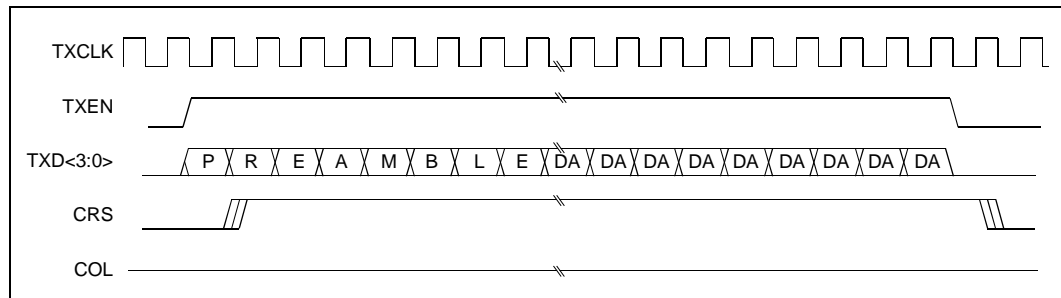 TXCLK
TXEN
TXD<3:0> P R E A M B L E DA DA DA DA DA DA DA DA DA
CRS
COL